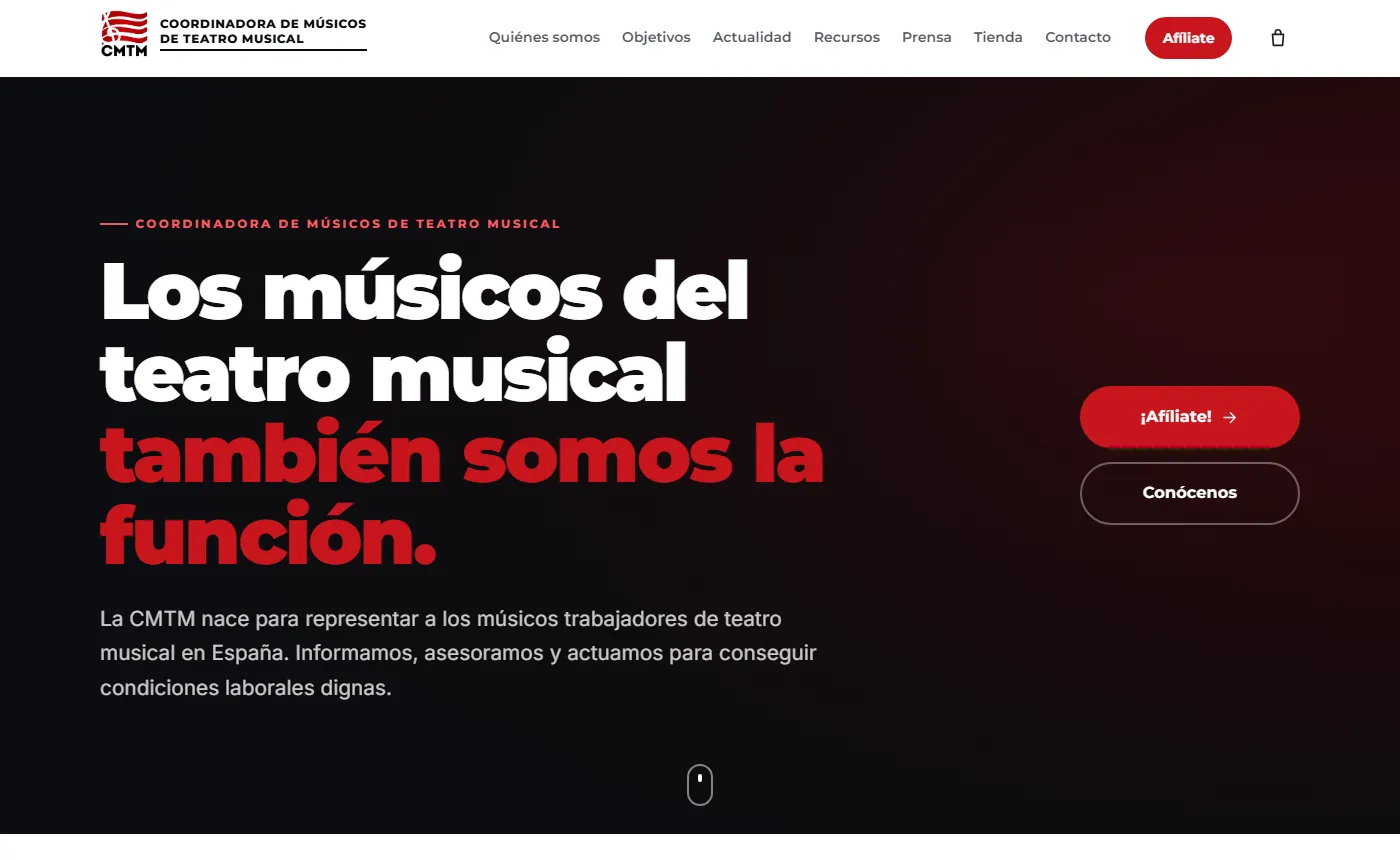 CMTM
COORDINADORA DE MÚSICOS
DE TEATRO MUSICAL
Quiénes somos
Objetivos
Actualidad
Recursos
Prensa
Tienda
Contacto
Afíliate
COORDINADORA DE MÚSICOS DE TEATRO MUSICAL
Los músicos del
teatro musical
también somos la
función.
La CMTM nace para representar a los músicos trabajadores de teatro
musical en España. Informamos, asesoramos y actuamos para conseguir
condiciones laborales dignas.
¡Afíliate! →
Conócenos